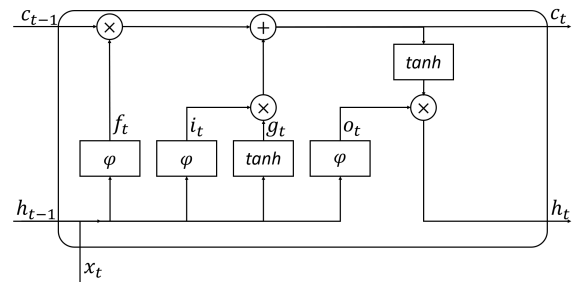 c_{t-1} × + c_t
tanh
f_t i_t × g_t o_t ×
φ φ tanh φ
h_{t-1} h_t
x_t